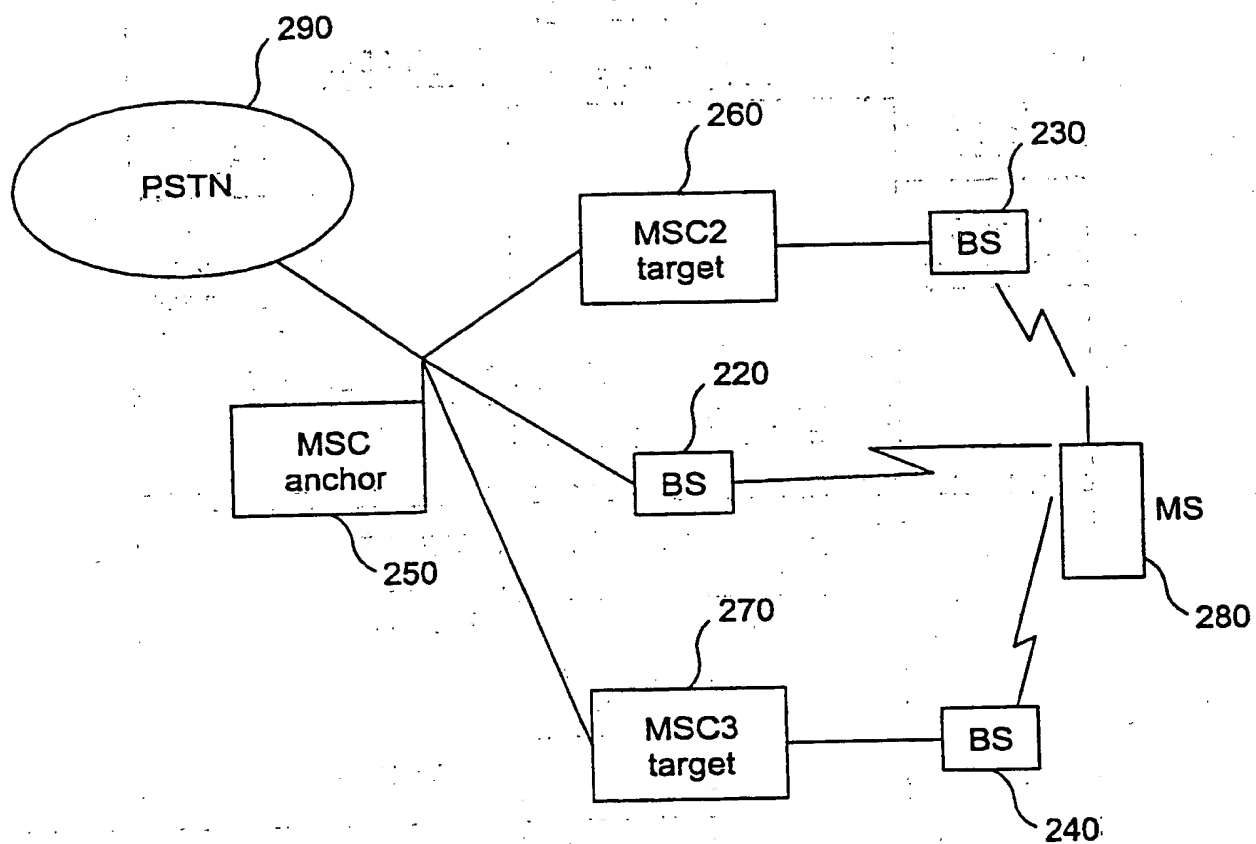 290
PSTN
260
MSC2
target
230
BS
220
BS
MSC
anchor
250
MS
280
270
MSC3
target
BS
240